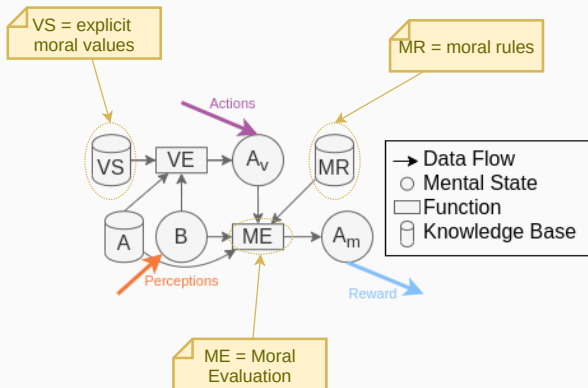 VS = explicit
moral values
MR = moral rules
Actions
VS
VE
Av
MR
Data Flow
Mental State
Function
Knowledge Base
A
B
ME
Am
Perceptions
Reward
ME = Moral
Evaluation